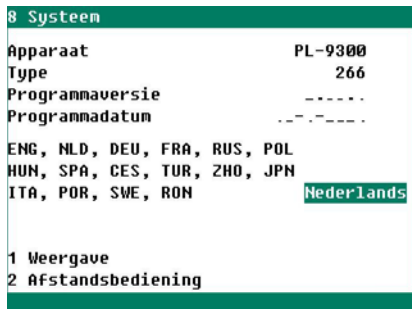 8 Systeem
Apparaat PL-9300
Type 266
Programmaversie _.._.._.
Programmadatum ._-.-___.
ENG, NLD, DEU, FRA, RUS, POL
HUN, SPA, CES, TUR, ZHO, JPN
ITA, POR, SWE, RON Nederlands
1 Weergave
2 Afstandsbediening